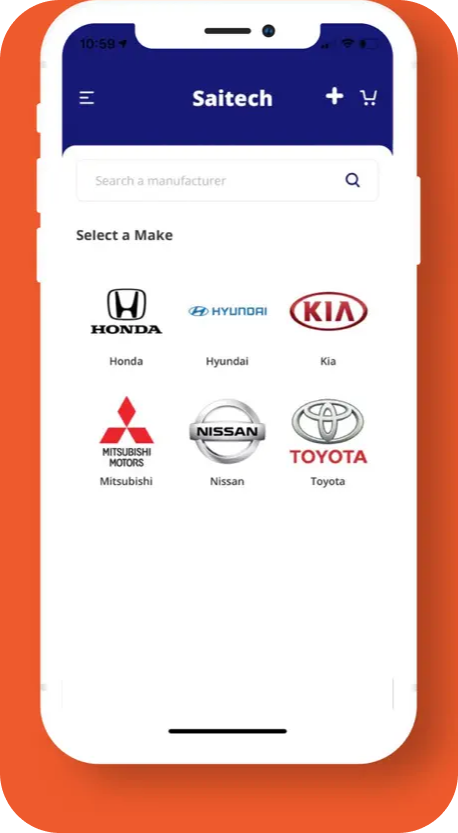 10:59
Saitech
Search a manufacturer
Select a Make
HONDA
HYUNDAI
KIA
Honda
Hyundai
Kia
MITSUBISHI
MOTORS
NISSAN
TOYOTA
Mitsubishi
Nissan
Toyota